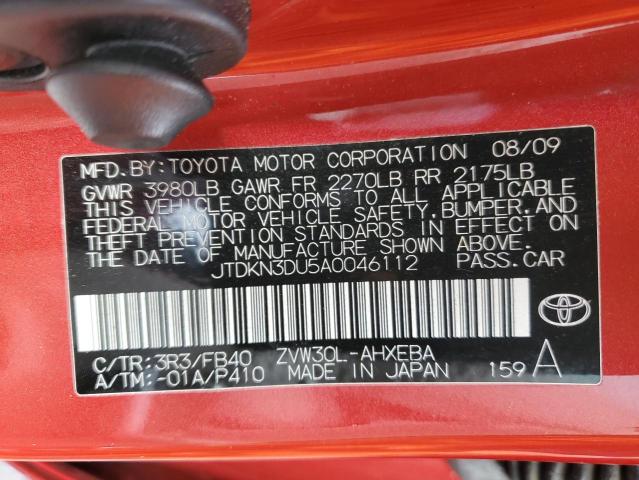 MFD. BY: TOYOTA MOTOR CORPORATION 08/09
GVWR 3980LB GAWR FR 2270LB RR 2175LB
THIS VEHICLE CONFORMS TO ALL APPLICABLE
FEDERAL MOTOR VEHICLE SAFETY, BUMPER, AND
THEFT PREVENTION STANDARDS IN EFFECT ON
THE DATE OF MANUFACTURE SHOWN ABOVE.
JTDKN3DU5A0046112 PASS. CAR
C/TR: 3R3/FB40 ZVW30L-AHXEBA
A/TM: -01A/P410 MADE IN JAPAN 159 A